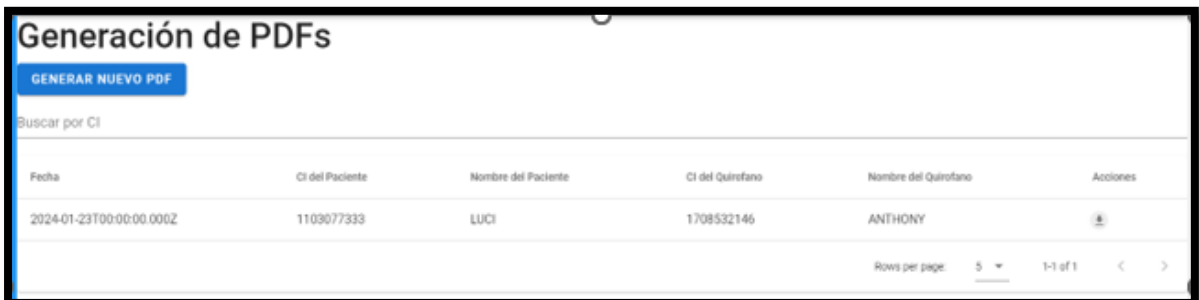 Generación de PDFs
GENERAR NUEVO PDF
Buscar por CI
Fecha CI del Paciente Nombre del Paciente CI del Quirofano Nombre del Quirofano Acciones
2024-01-23T00:00:00.000Z 1103077333 LUCI 1708532146 ANTHONY
Rows per page: 5 1-1 of 1